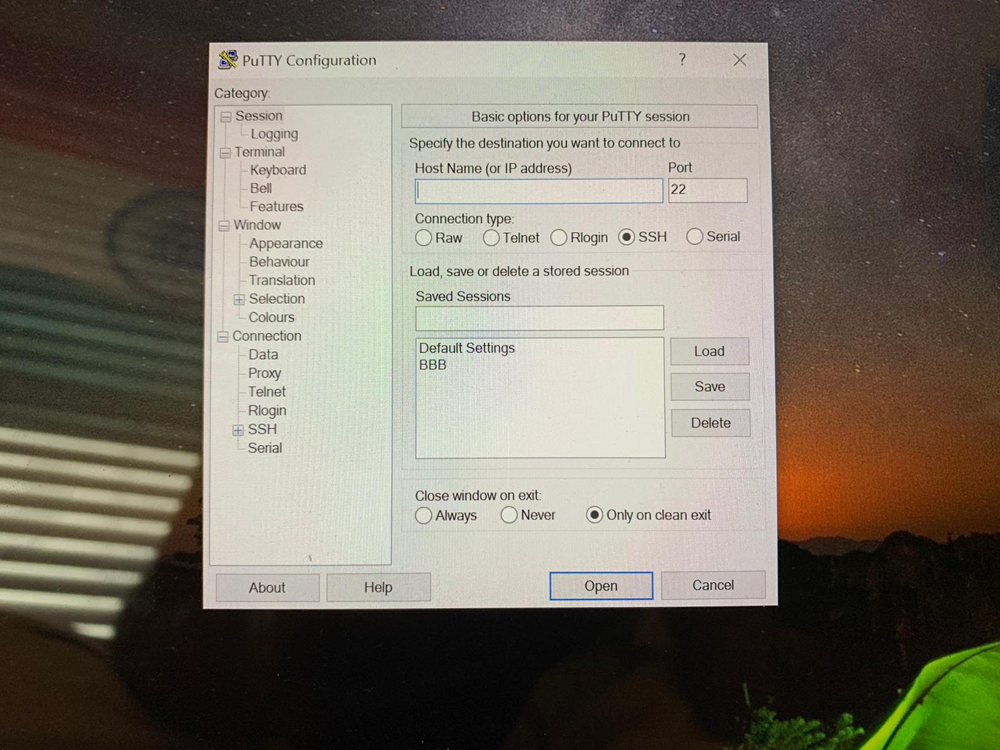 PuTTY Configuration ?
Category:
Session
Logging
Terminal
Keyboard
Bell
Features
Window
Appearance
Behaviour
Translation
Selection
Colours
Connection
Data
Proxy
Telnet
Rlogin
SSH
Serial
Basic options for your PuTTY session
Specify the destination you want to connect to
Host Name (or IP address) Port
22
Connection type:
Raw Telnet Rlogin SSH Serial
Load, save or delete a stored session
Saved Sessions
Default Settings
BBB
Load
Save
Delete
Close window on exit:
Always Never Only on clean exit
About Help Open Cancel